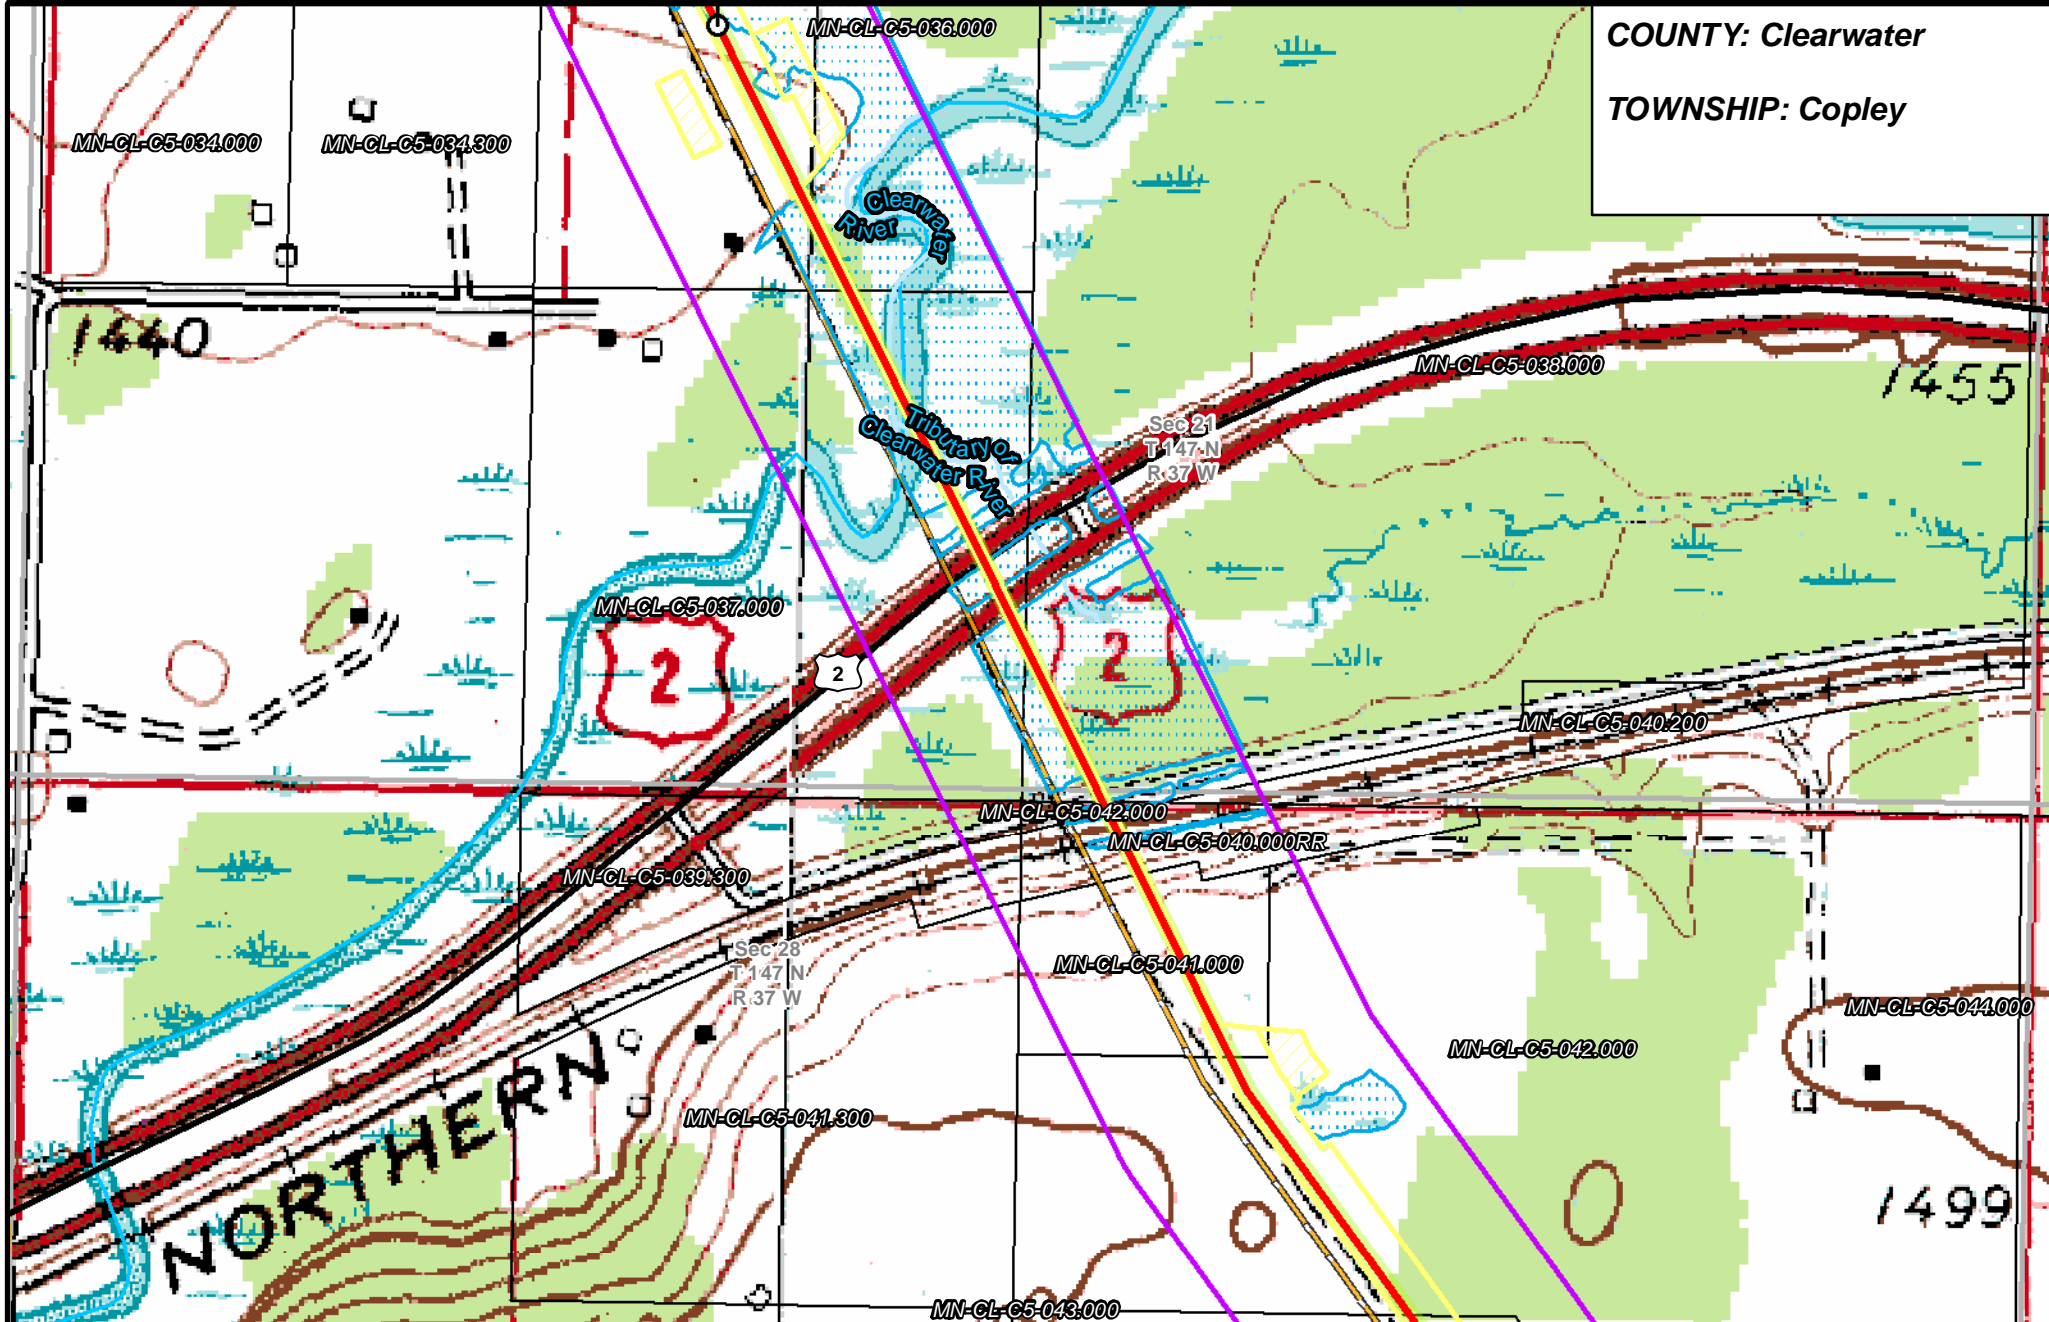 MN-CL-C5-036.000
COUNTY: Clearwater
TOWNSHIP: Copley
MN-CL-C5-034.000
MN-CL-C5-034.300
Clearwater
River
1440
MN-CL-C5-038.000
1455
Tributary of
Clearwater River
Sec 21
T 147 N
R 37 W
MN-CL-C5-037.000
2
2
2
MN-CL-C5-040.200
MN-CL-C5-042.000
MN-CL-C5-040.000RR
MN-CL-C5-039.300
Sec 28
T 147 N
R 37 W
MN-CL-C5-041.000
MN-CL-C5-044.000
MN-CL-C5-042.000
NORTHERN
MN-CL-C5-041.300
1499
MN-CL-C5-043.000